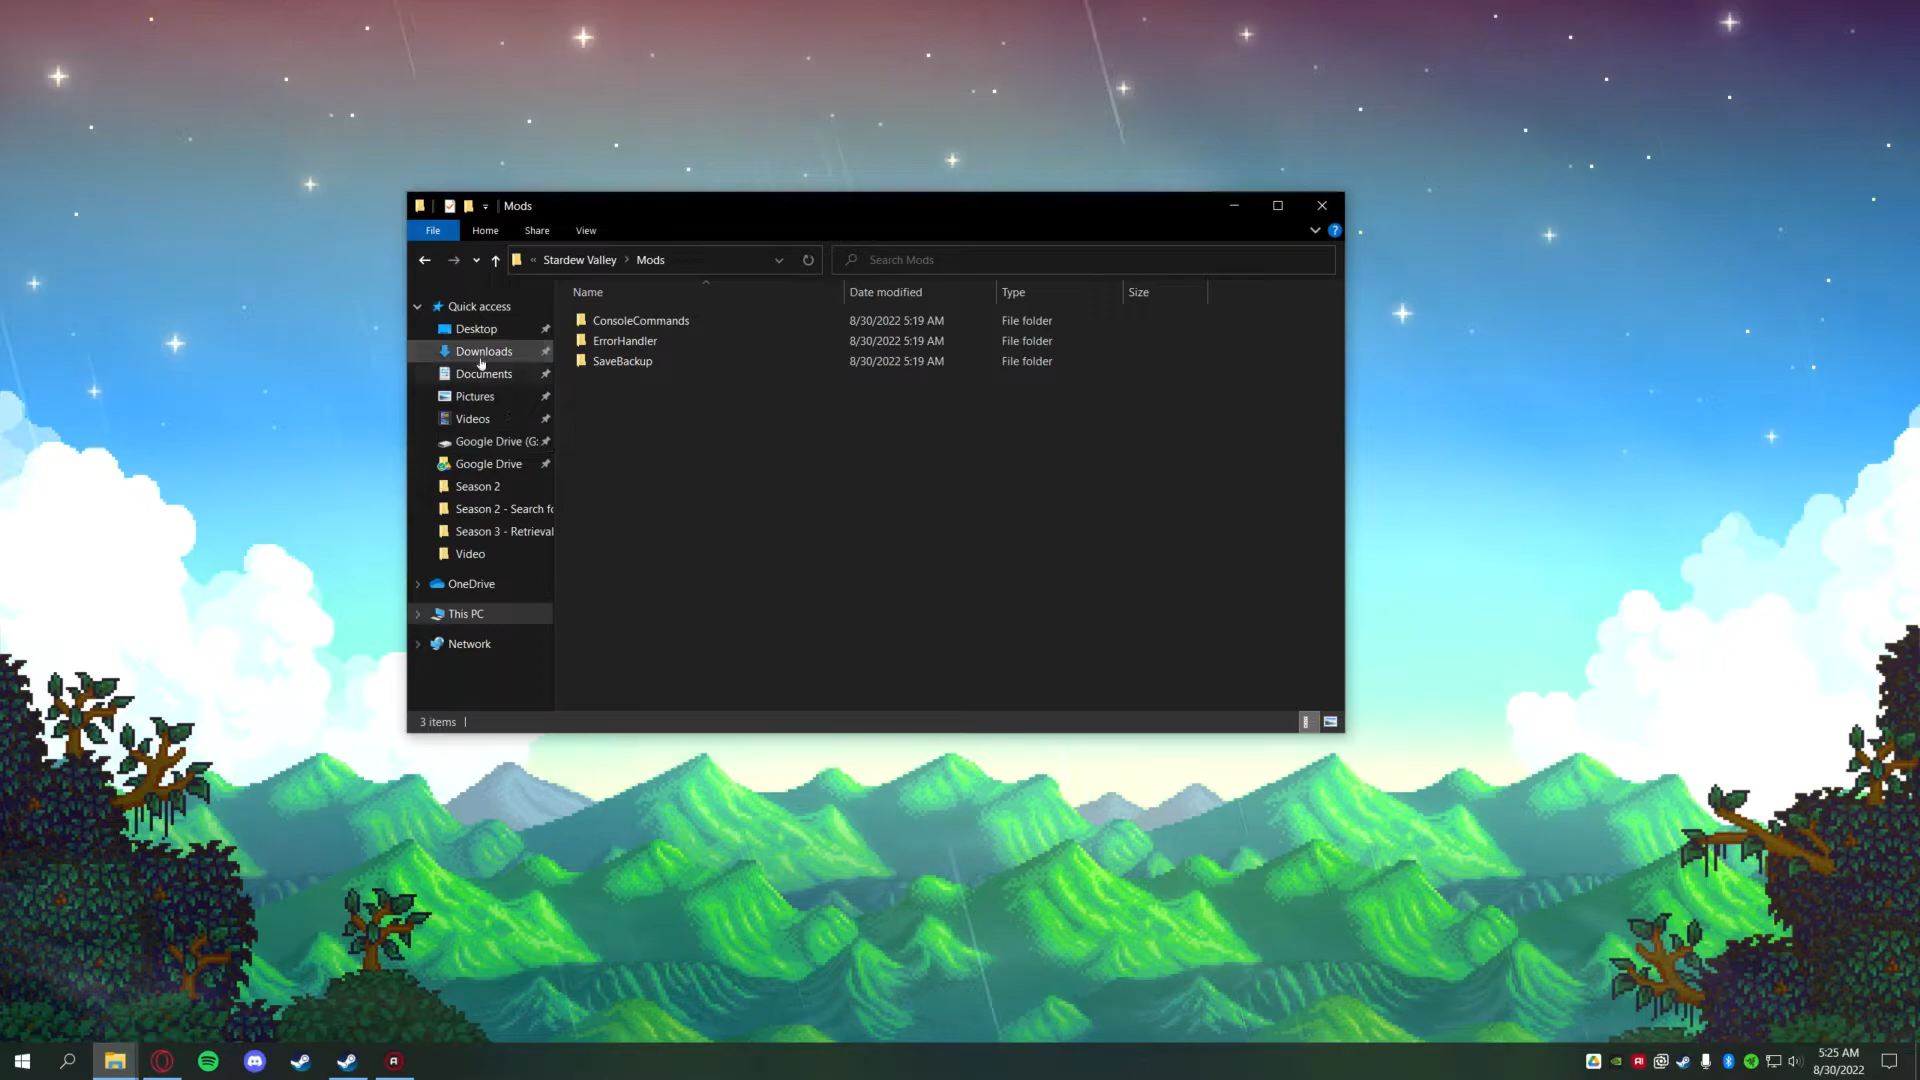 Mods
File Home Share View
« Stardew Valley > Mods
Search Mods
Name Date modified Type Size
Quick access
Desktop
Downloads
Documents
Pictures
Videos
Google Drive (G:
Google Drive
Season 2
Season 2 - Search fo
Season 3 - Retrieval
Video
OneDrive
This PC
Network
ConsoleCommands 8/30/2022 5:19 AM File folder
ErrorHandler 8/30/2022 5:19 AM File folder
SaveBackup 8/30/2022 5:19 AM File folder
3 items
5:25 AM
8/30/2022